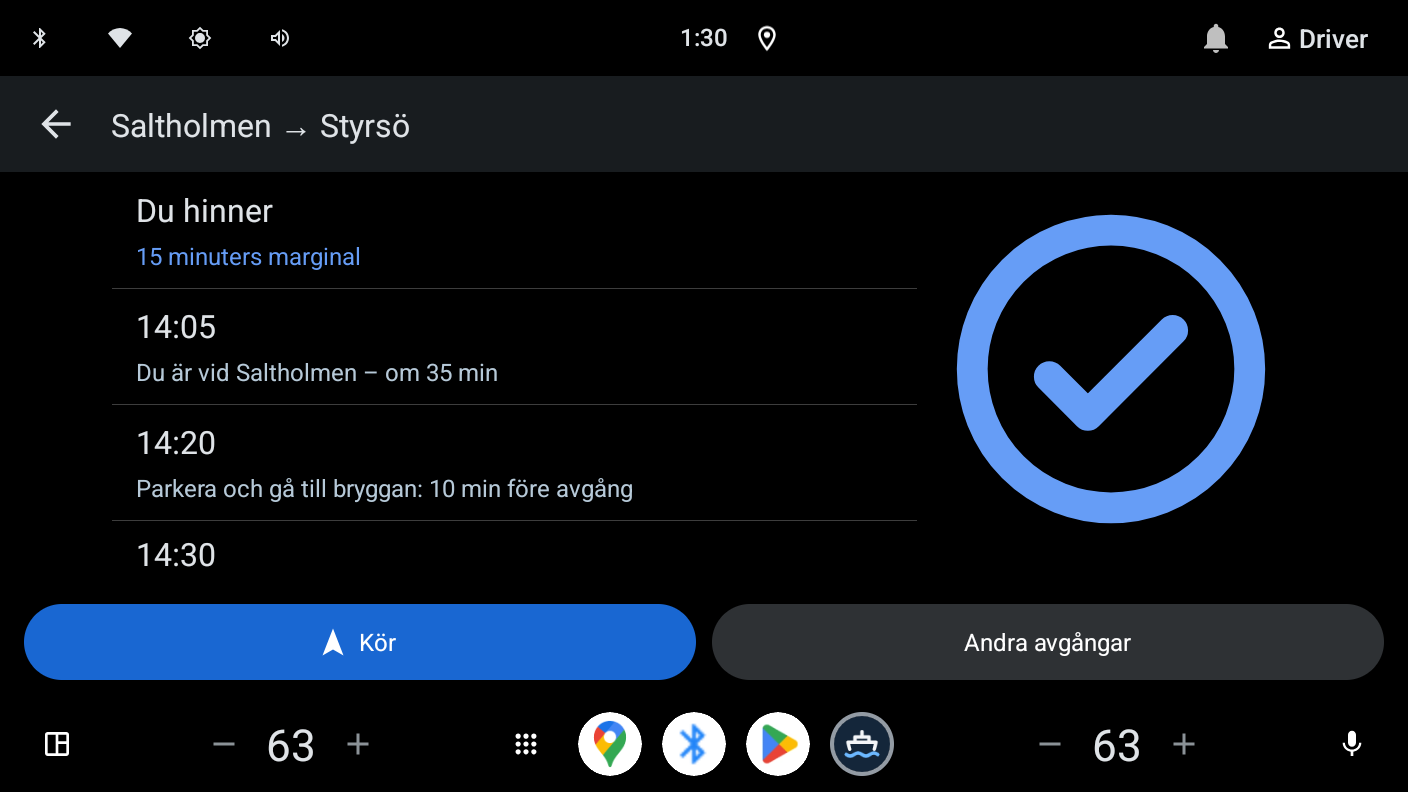 1:30
Driver
Saltholmen → Styrsö
Du hinner
15 minuters marginal
14:05
Du är vid Saltholmen – om 35 min
14:20
Parkera och gå till bryggan: 10 min före avgång
14:30
Kör
Andra avgångar
63
63